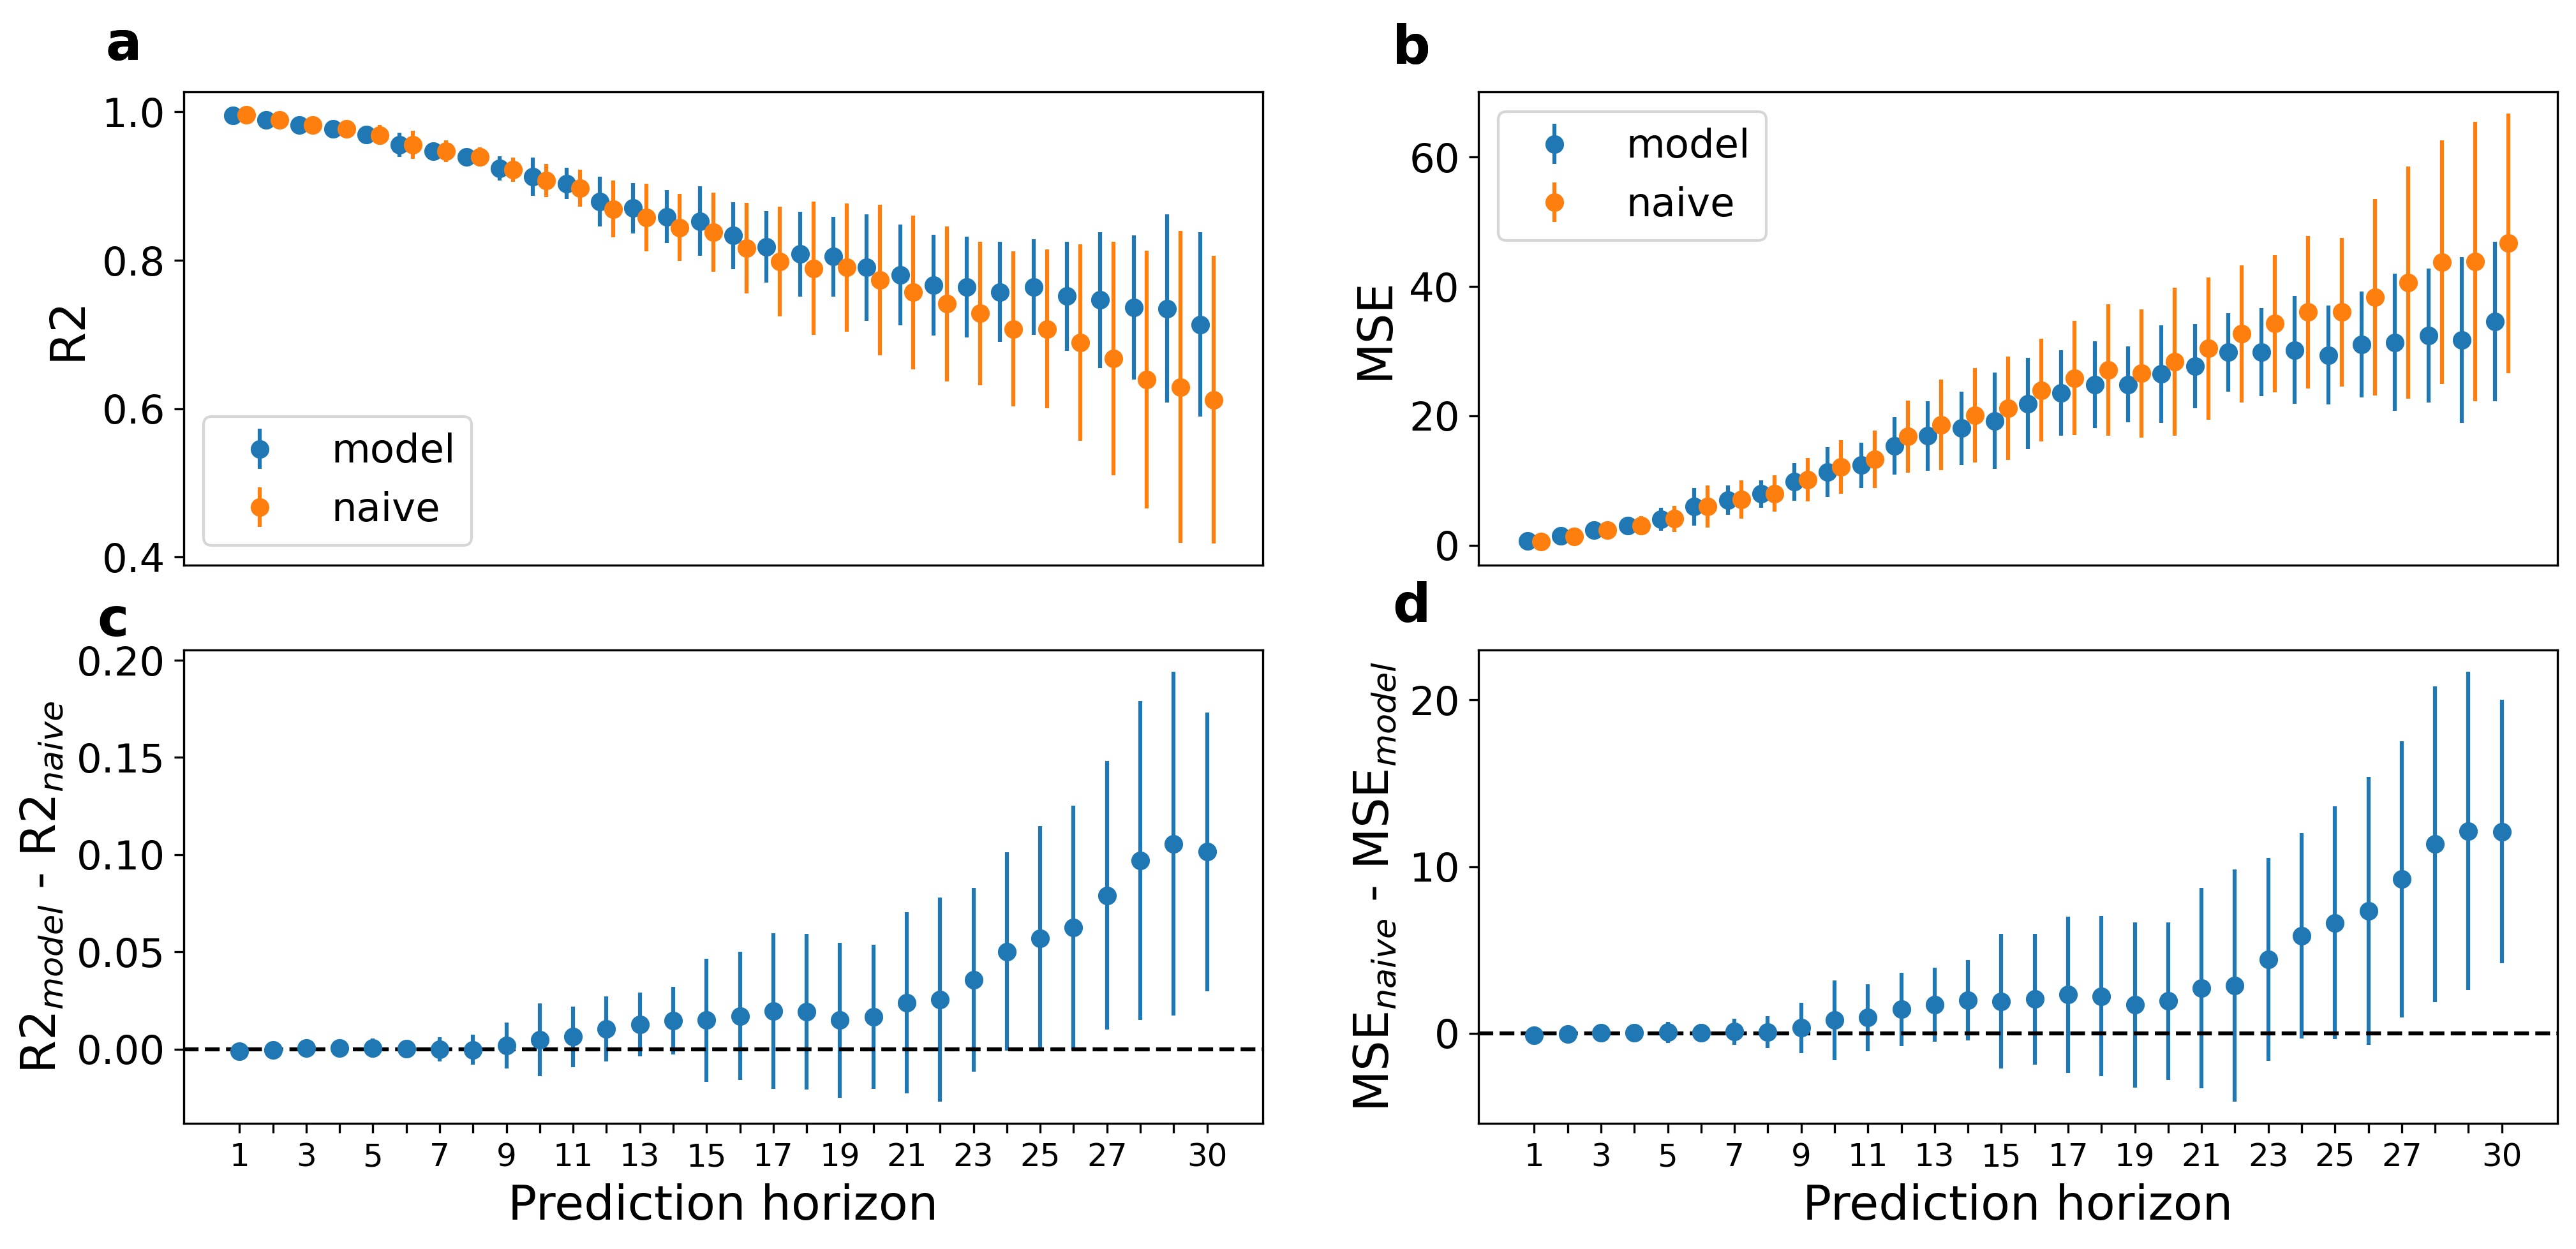 a
1.0
0.8
0.6
0.4
R2
model
naive
b
60
40
20
0
MSE
model
naive
c
0.20
0.15
0.10
0.05
0.00
R2model - R2naive
1 3 5 7 9 11 13 15 17 19 21 23 25 27 30
Prediction horizon
d
20
10
0
MSEnaive - MSEmodel
1 3 5 7 9 11 13 15 17 19 21 23 25 27 30
Prediction horizon